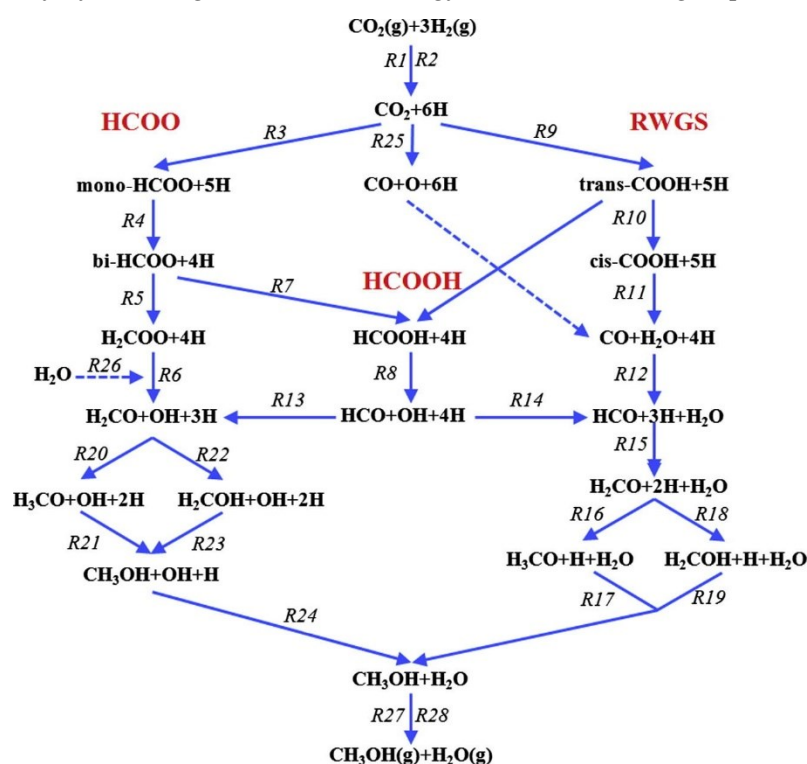 CO₂(g)+3H₂(g)
R1 R2
CO₂+6H
HCOO
RWGS
R3
R25
R9
mono-HCOO+5H
CO+O+6H
trans-COOH+5H
R4
R10
bi-HCOO+4H
cis-COOH+5H
R5
R7
HCOOH
R11
H₂COO+4H
HCOOH+4H
CO+H₂O+4H
H₂O
R26
R6
R8
R12
H₂CO+OH+3H
R13
HCO+OH+4H
R14
HCO+3H+H₂O
R20
R22
R15
H₂CO+2H+H₂O
H₃CO+OH+2H
H₂COH+OH+2H
R16
R18
R21
R23
H₃CO+H+H₂O
H₂COH+H+H₂O
CH₃OH+OH+H
R17
R19
R24
CH₃OH+H₂O
R27 R28
CH₃OH(g)+H₂O(g)